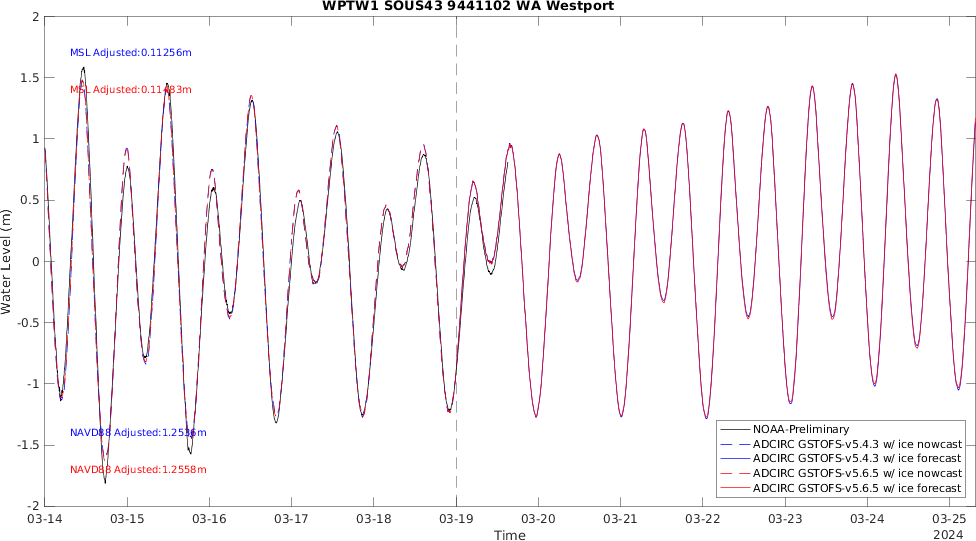 WPTW1 SOUS43 9441102 WA Westport
2
1.5
1
0.5
0
-0.5
-1
-1.5
-2
Water Level (m)
MSL Adjusted:0.11256m
MSL Adjusted:0.11483m
NAVD88 Adjusted:1.2536m
NAVD88 Adjusted:1.2558m
NOAA-Preliminary
ADCIRC GSTOFS-v5.4.3 w/ ice nowcast
ADCIRC GSTOFS-v5.4.3 w/ ice forecast
ADCIRC GSTOFS-v5.6.5 w/ ice nowcast
ADCIRC GSTOFS-v5.6.5 w/ ice forecast
03-14 03-15 03-16 03-17 03-18 03-19 03-20 03-21 03-22 03-23 03-24 03-25
Time
2024